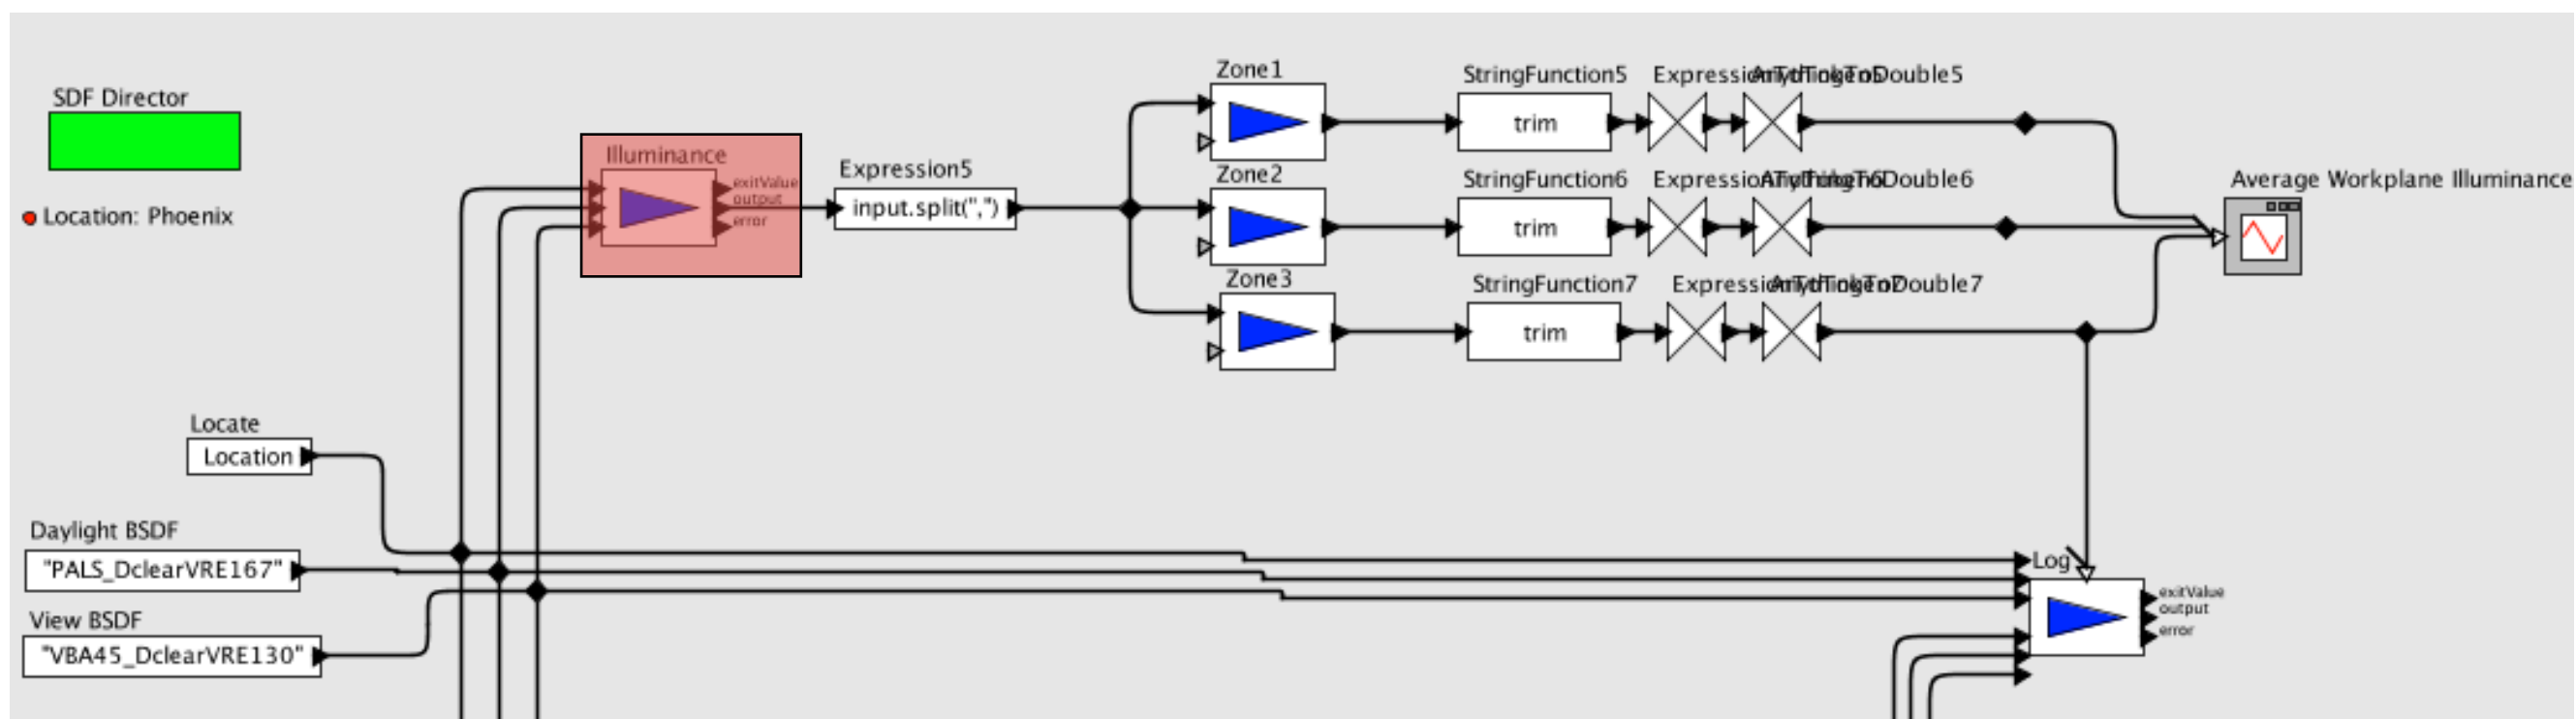 SDF Director
Location: Phoenix
Illuminance
exitValue
output
error
Expression5
input.split(",")
Zone1
Zone2
Zone3
StringFunction5
trim
StringFunction6
trim
StringFunction7
trim
Average Workplane Illuminance
Locate
Location
Daylight BSDF
"PALS_DclearVRE167"
View BSDF
"VBA45_DclearVRE130"
Log
exitValue
output
error